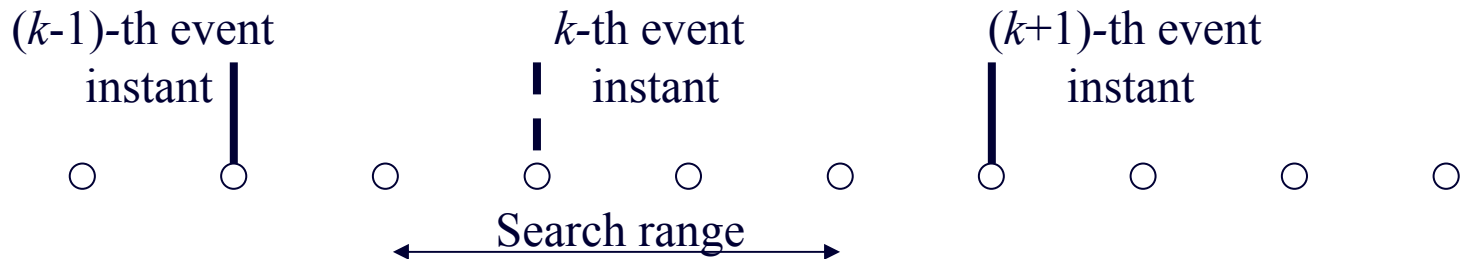 (k-1)-th event
instant
k-th event
instant
(k+1)-th event
instant
Search range